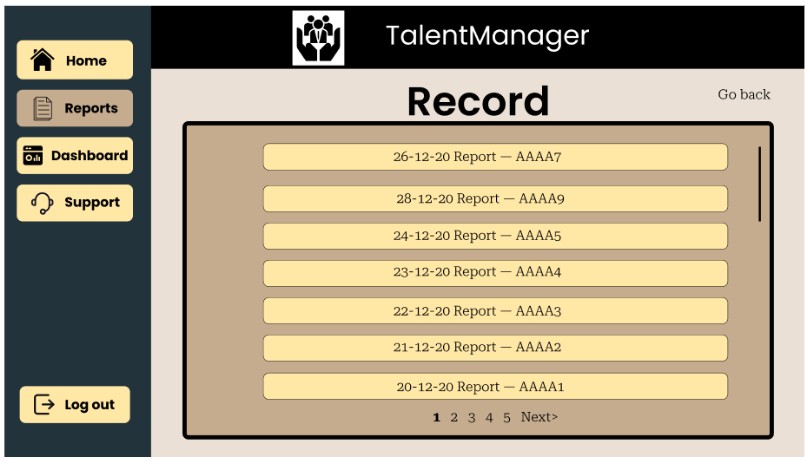 TalentManager
Home
Reports
Dashboard
Support
Log out
Record
Go back
26-12-20 Report — AAAA7
28-12-20 Report — AAAA9
24-12-20 Report — AAAA5
23-12-20 Report — AAAA4
22-12-20 Report — AAAA3
21-12-20 Report — AAAA2
20-12-20 Report — AAAA1
1 2 3 4 5 Next>